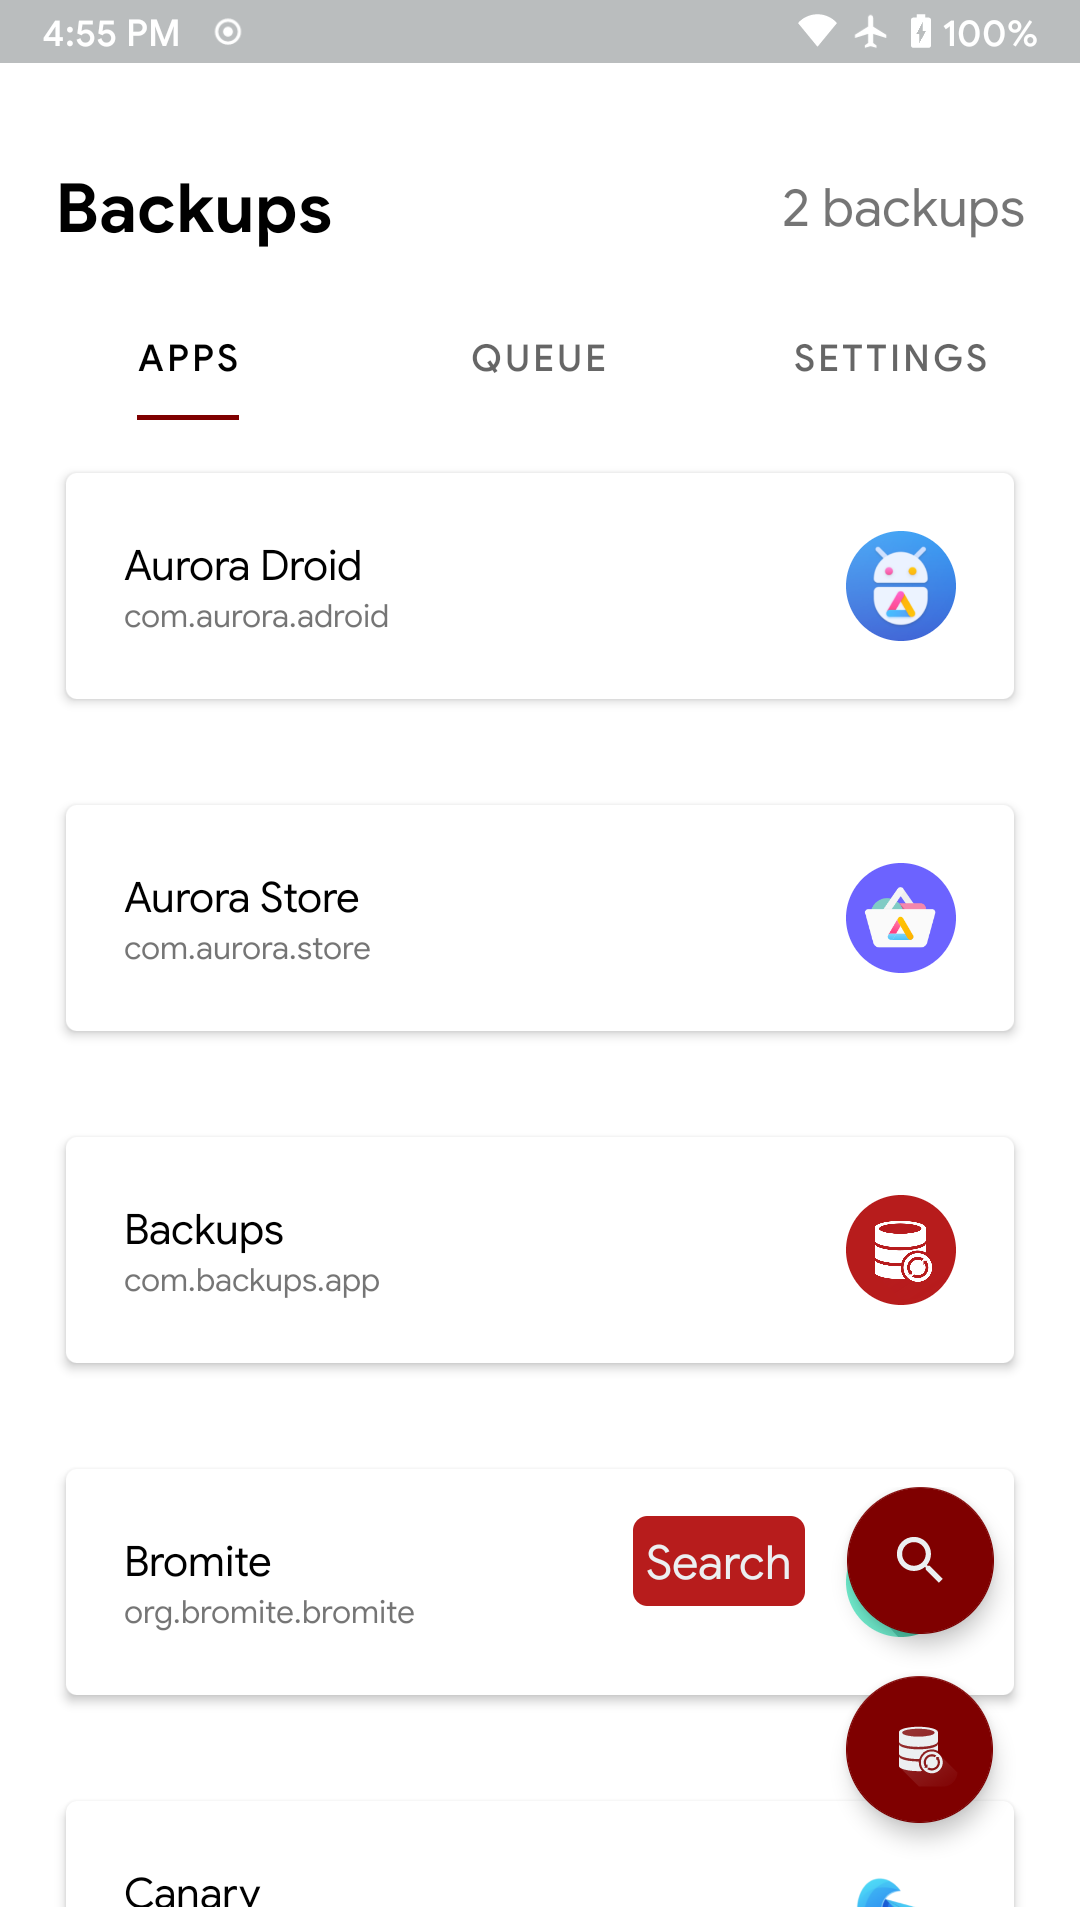 4:55 PM 100%
Backups 2 backups
APPS QUEUE SETTINGS
Aurora Droid
com.aurora.adroid
Aurora Store
com.aurora.store
Backups
com.backups.app
Bromite
org.bromite.bromite
Search
Canary